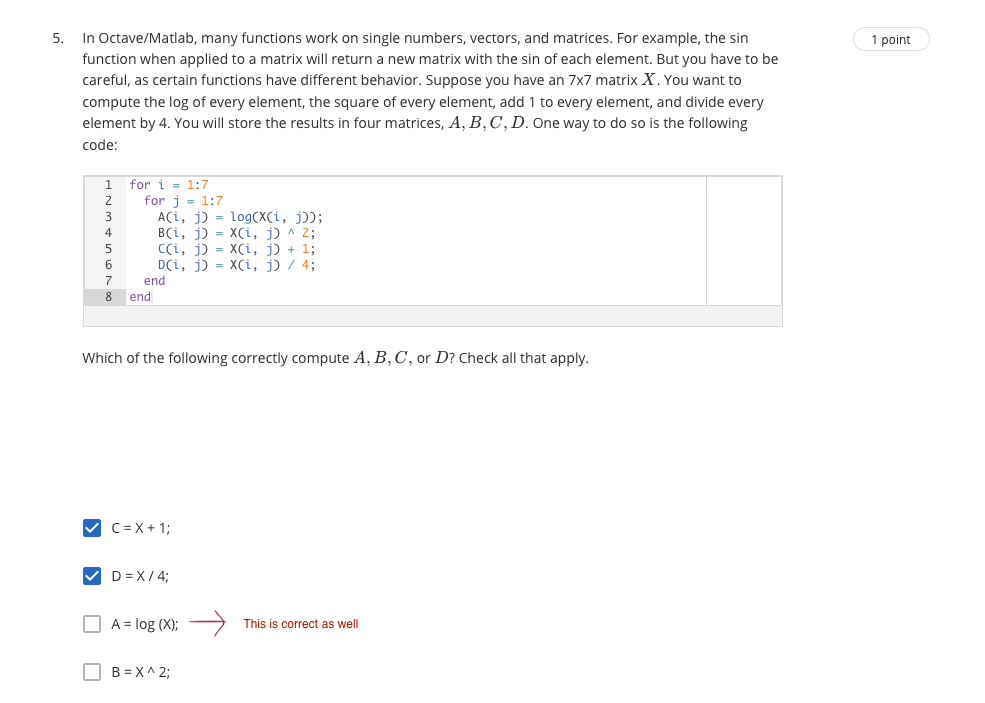 5. In Octave/Matlab, many functions work on single numbers, vectors, and matrices. For example, the sin
1 point
function when applied to a matrix will return a new matrix with the sin of each element. But you have to be
careful, as certain functions have different behavior. Suppose you have an 7x7 matrix X. You want to
compute the log of every element, the square of every element, add 1 to every element, and divide every
element by 4. You will store the results in four matrices, A, B, C, D. One way to do so is the following
code:
1 for i = 1:7
2   for j = 1:7
3     A(i, j) = log(X(i, j));
4     B(i, j) = X(i, j) ^ 2;
5     C(i, j) = X(i, j) + 1;
6     D(i, j) = X(i, j) / 4;
7   end
8 end
Which of the following correctly compute A, B, C, or D? Check all that apply.
C = X + 1;
D = X / 4;
A = log (X); This is correct as well
B = X ^ 2;